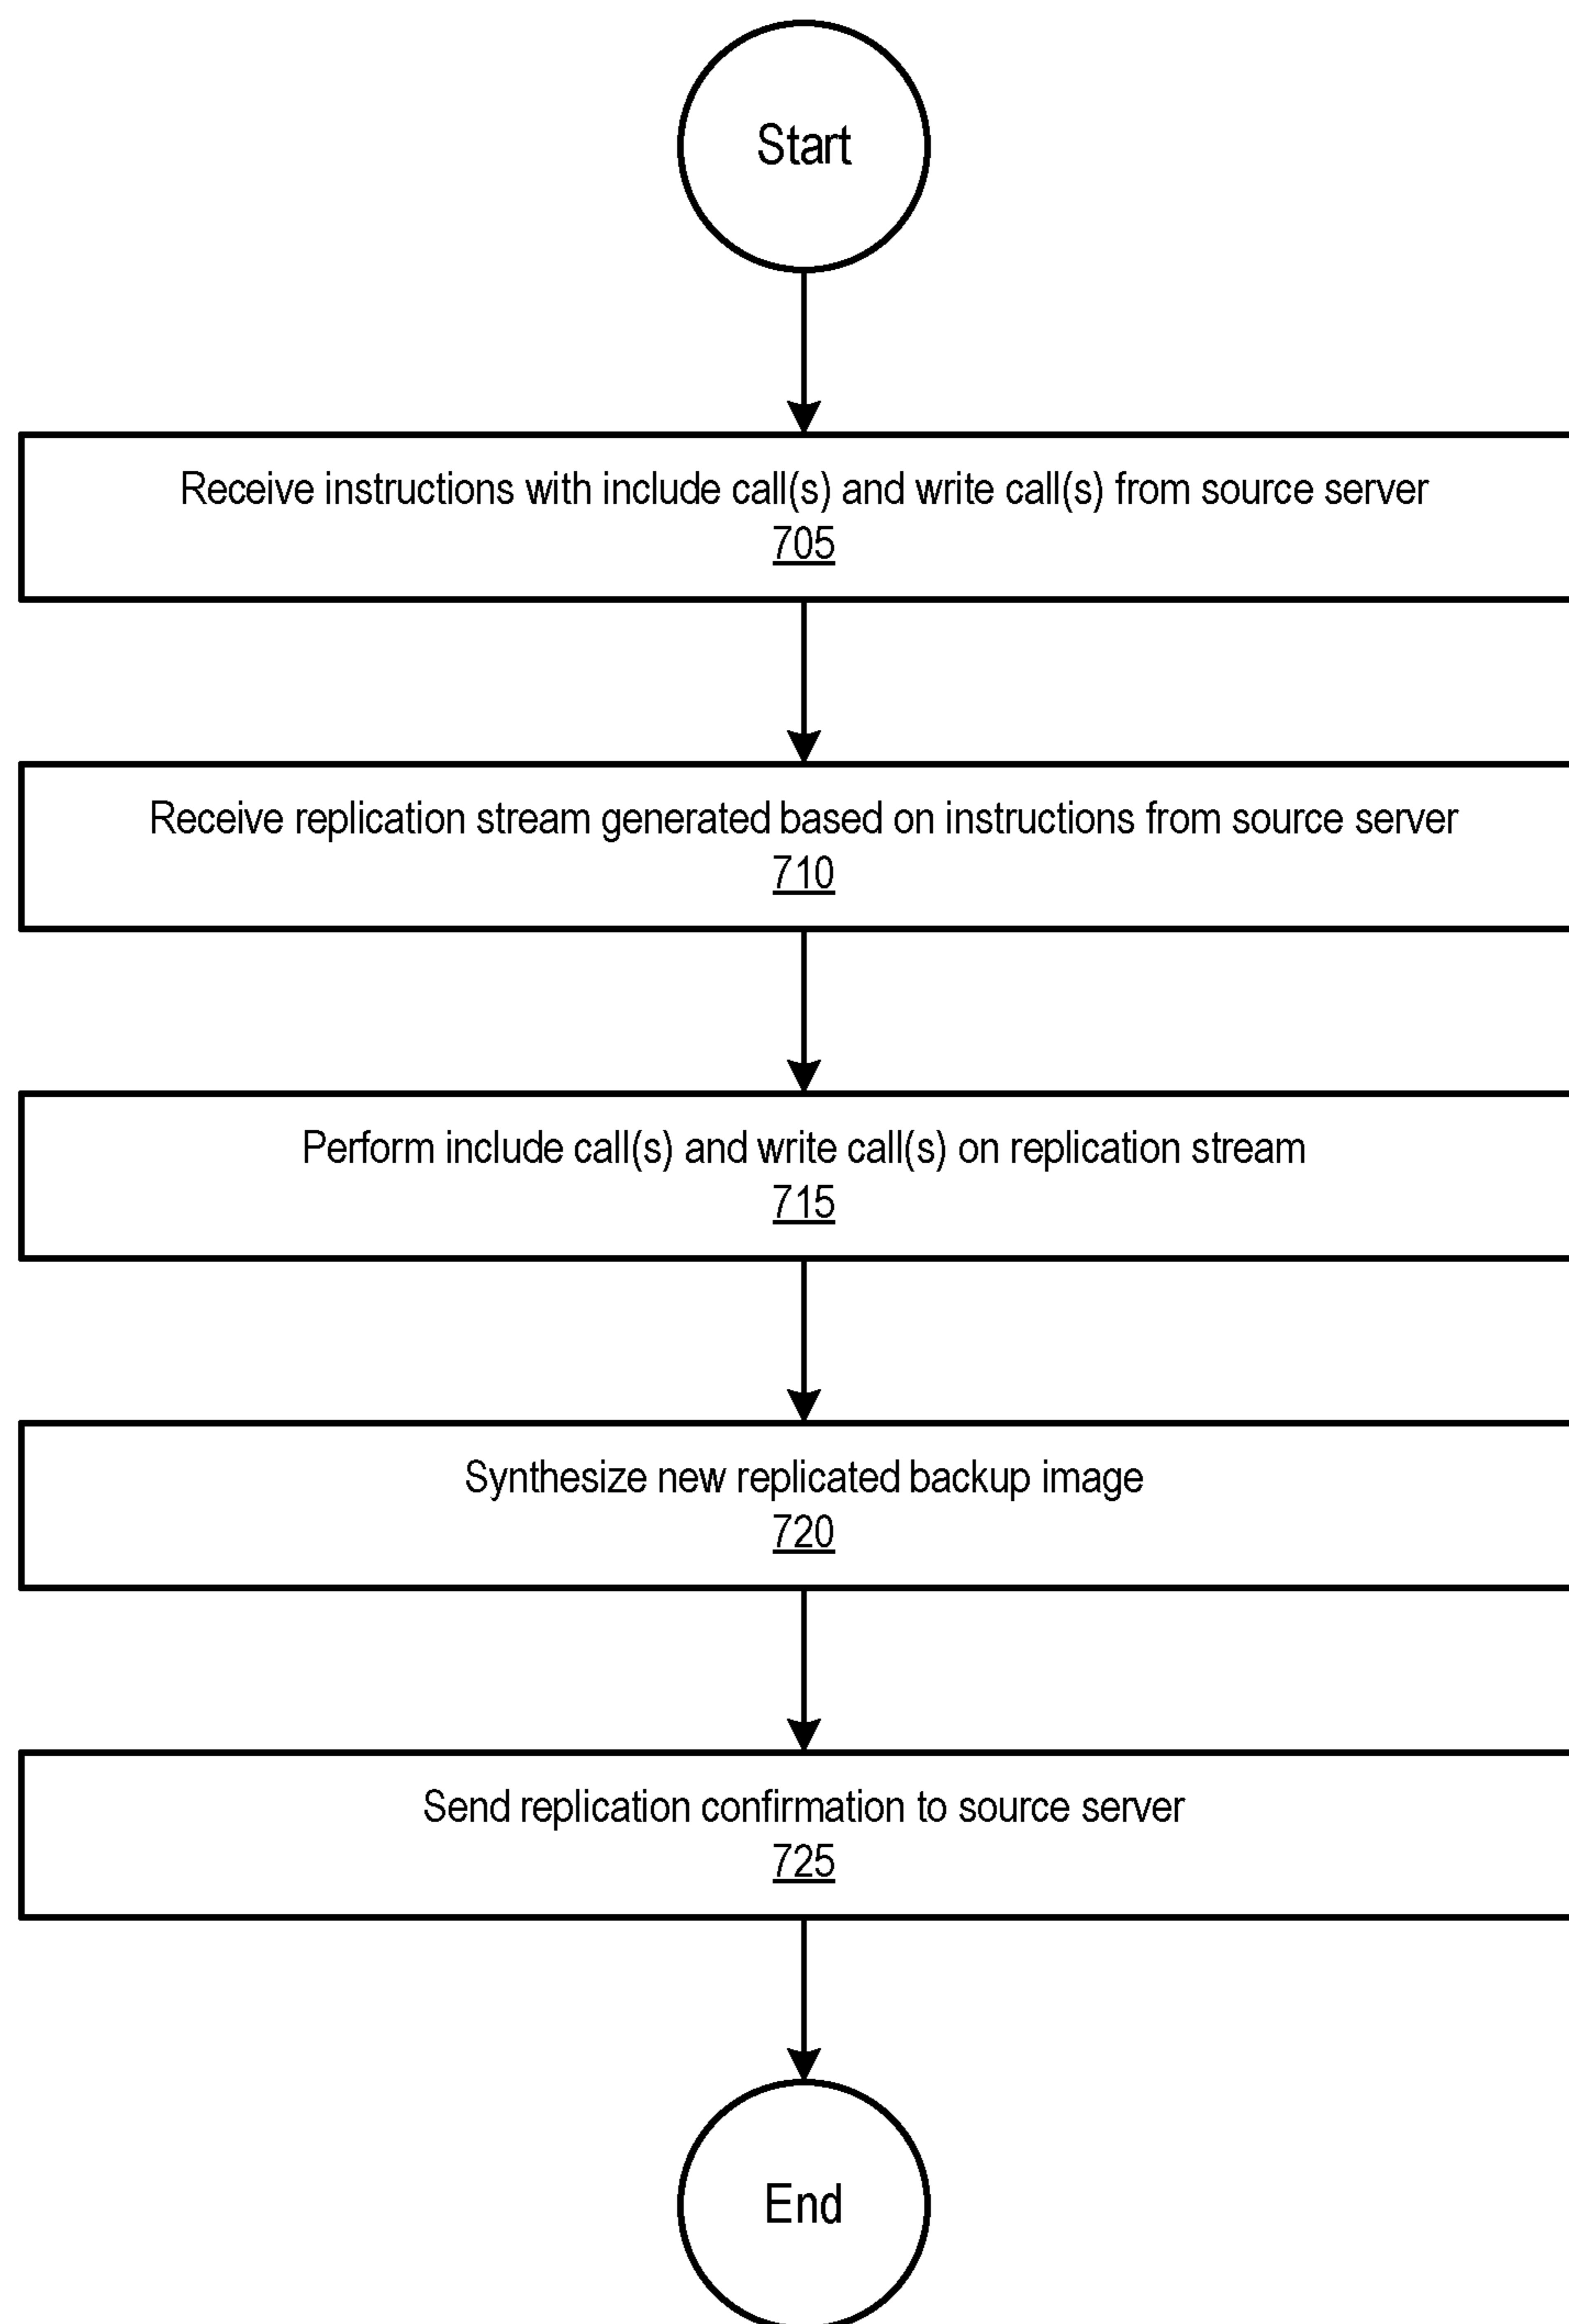 Start
Receive instructions with include call(s) and write call(s) from source server
705
Receive replication stream generated based on instructions from source server
710
Perform include call(s) and write call(s) on replication stream
715
Synthesize new replicated backup image
720
Send replication confirmation to source server
725
End